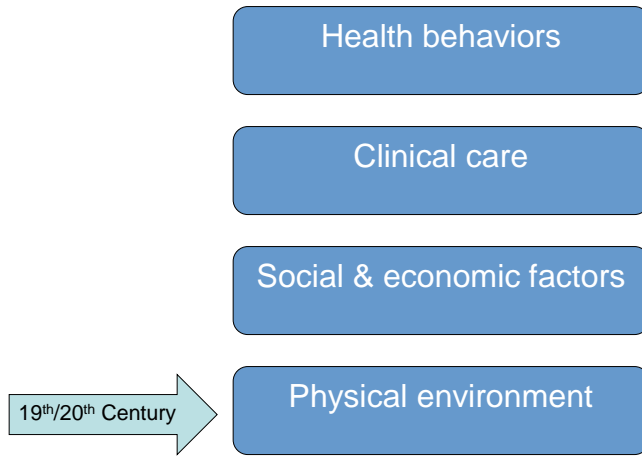 Health behaviors
Clinical care
Social & economic factors
19th/20th Century
Physical environment